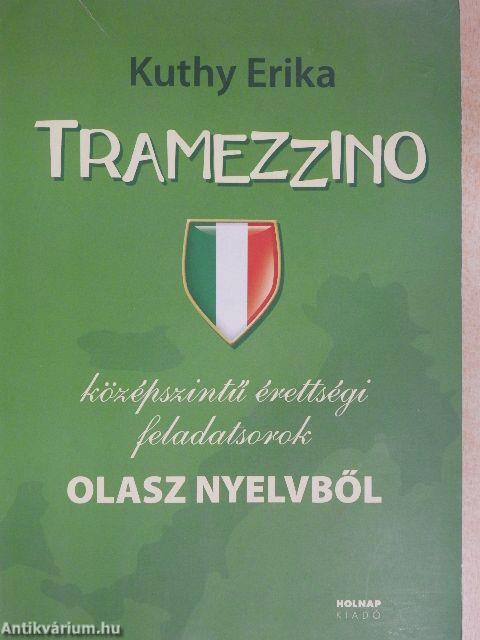 Kuthy Erika
TRAMEZZINO
középszintű érettségi
feladatsorok
OLASZ NYELVBŐL
HOLNAP
KIADÓ
Antikvárium.hu